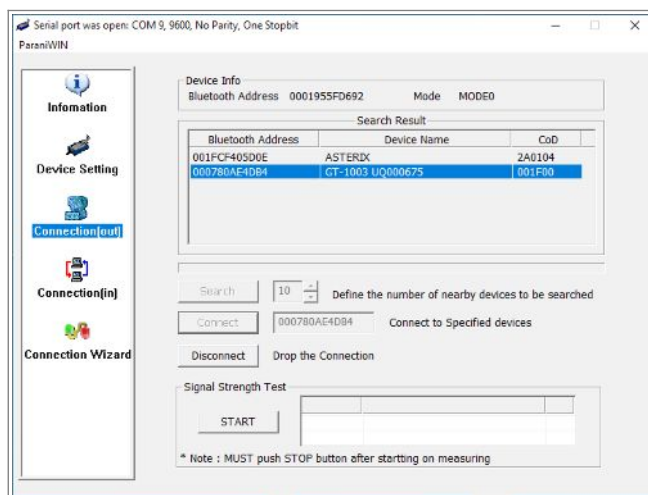 Serial port was open: COM 9, 9600, No Parity, One Stopbit
ParaniWIN
Infomation
Device Setting
Connection(out)
Connection(in)
Connection Wizard
Device Info
Bluetooth Address 0001955FD692 Mode MODE0
Search Result
Bluetooth Address Device Name CoD
001FCF405D0E ASTERIX 2A0104
000780AE4DB4 GT-1003 UQ000675 001F00
Search 10 Define the number of nearby devices to be searched
Connect 000780AE4DB4 Connect to Specified devices
Disconnect Drop the Connection
Signal Strength Test
START
* Note : MUST push STOP button after startting on measuring